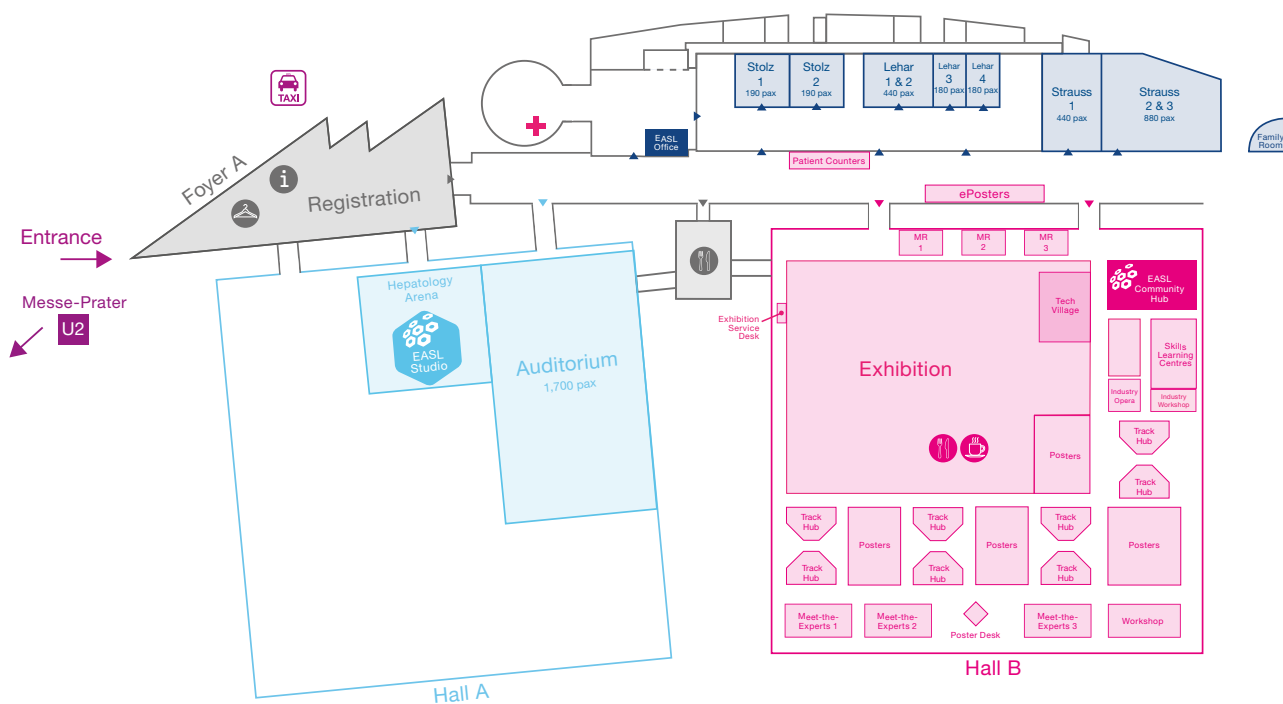 TAXI
Foyer A
i
Registration
Entrance
Messe-Prater
U2
EASL
Office
Stolz
1
190 pax
Stolz
2
190 pax
Lehar
1 & 2
440 pax
Lehar
3
180 pax
Lehar
4
180 pax
Strauss
1
440 pax
Strauss
2 & 3
880 pax
Family
Room
Patient Counters
ePosters
Hepatology
Arena
EASL
Studio
Auditorium
1,700 pax
Hall A
MR
1
MR
2
MR
3
Exhibition
Service
Desk
Tech
Village
EASL
Community
Hub
Exhibition
Skills
Learning
Centres
Industry
Opera
Industry
Workshop
Posters
Track
Hub
Track
Hub
Track
Hub
Posters
Track
Hub
Posters
Track
Hub
Posters
Track
Hub
Track
Hub
Track
Hub
Meet-the-
Experts 1
Meet-the-
Experts 2
Poster Desk
Meet-the-
Experts 3
Workshop
Hall B